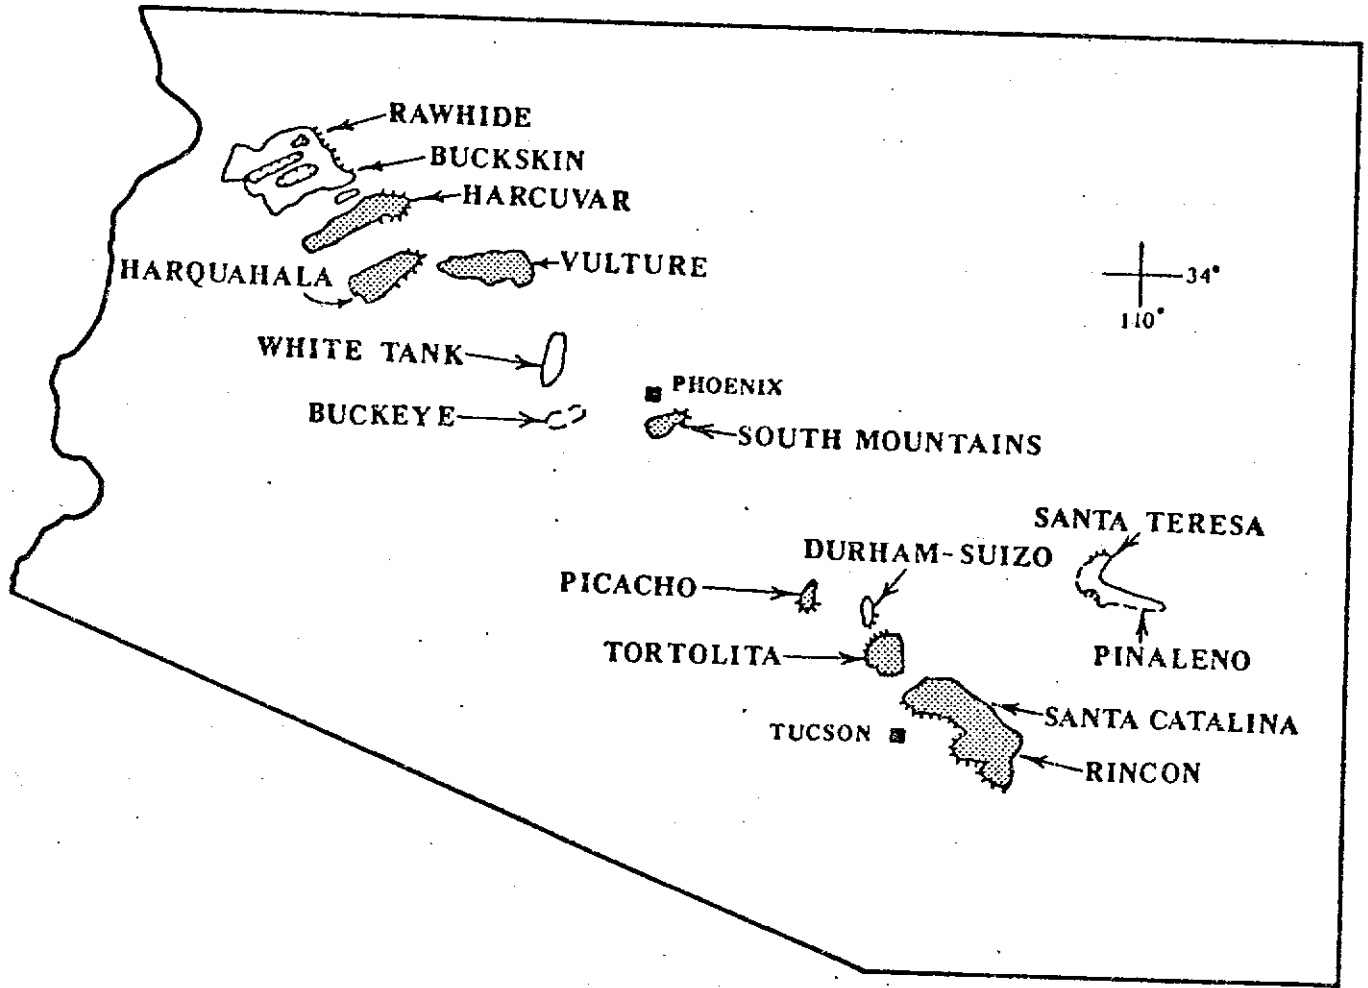 RAWHIDE
BUCKSKIN
HARCUVAR
HARQUAHALA
VULTURE
34°
110°
WHITE TANK
PHOENIX
BUCKEYE
SOUTH MOUNTAINS
SANTA TERESA
DURHAM-SUIZO
PICACHO
TORTOLITA
PINALENO
SANTA CATALINA
TUCSON
RINCON